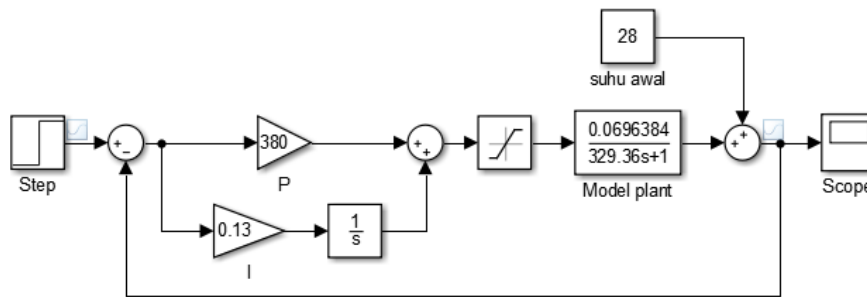 28
suhu awal
Step
+
−
380
P
+
+
0.0696384
329.36s+1
Model plant
+
+
Scope
0.13
I
1
s